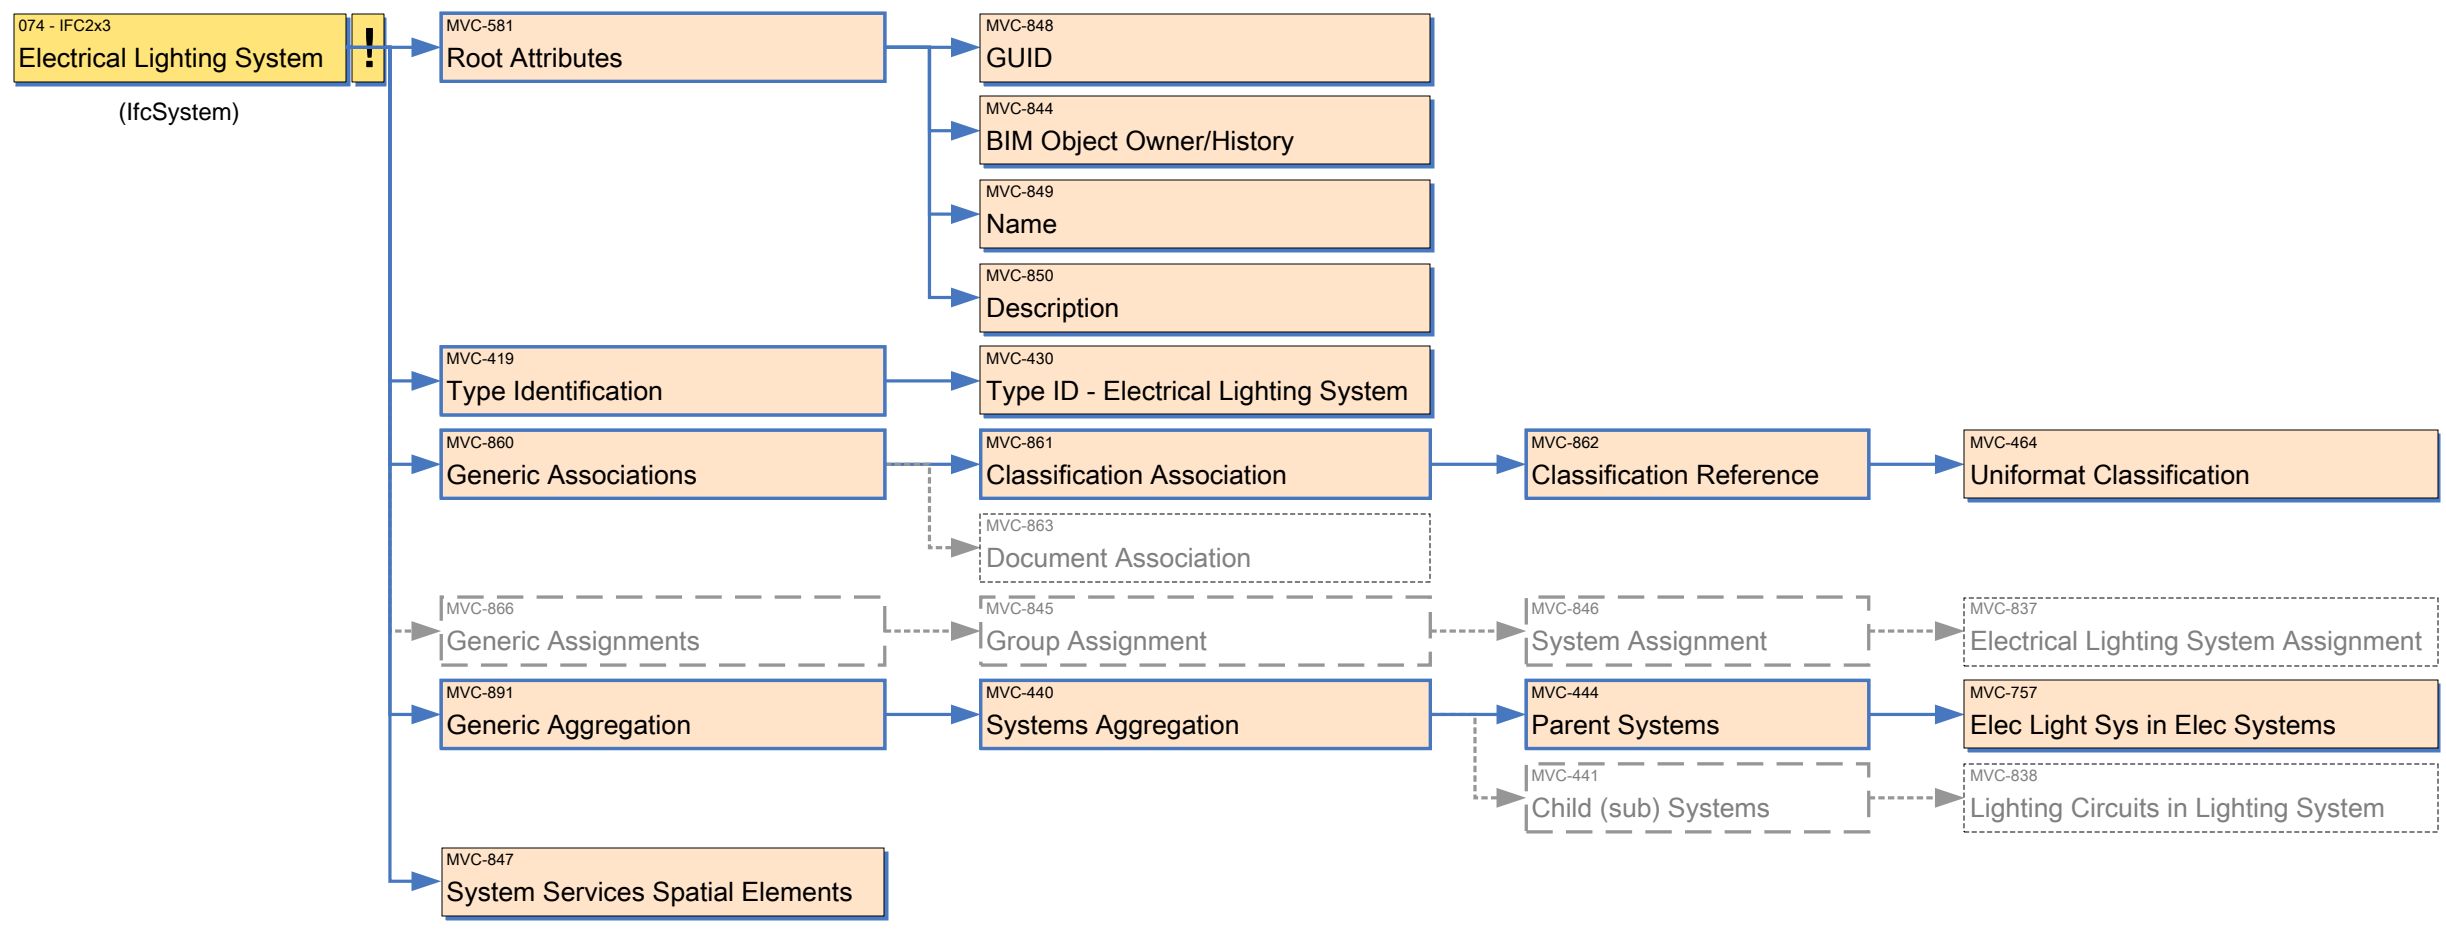 074 - IFC2x3
Electrical Lighting System
!
(IfcSystem)
MVC-581
Root Attributes
MVC-848
GUID
MVC-844
BIM Object Owner/History
MVC-849
Name
MVC-850
Description
MVC-419
Type Identification
MVC-430
Type ID - Electrical Lighting System
MVC-860
Generic Associations
MVC-861
Classification Association
MVC-862
Classification Reference
MVC-464
Uniformat Classification
MVC-863
Document Association
MVC-866
Generic Assignments
MVC-845
Group Assignment
MVC-846
System Assignment
MVC-837
Electrical Lighting System Assignment
MVC-891
Generic Aggregation
MVC-440
Systems Aggregation
MVC-444
Parent Systems
MVC-757
Elec Light Sys in Elec Systems
MVC-441
Child (sub) Systems
MVC-838
Lighting Circuits in Lighting System
MVC-847
System Services Spatial Elements